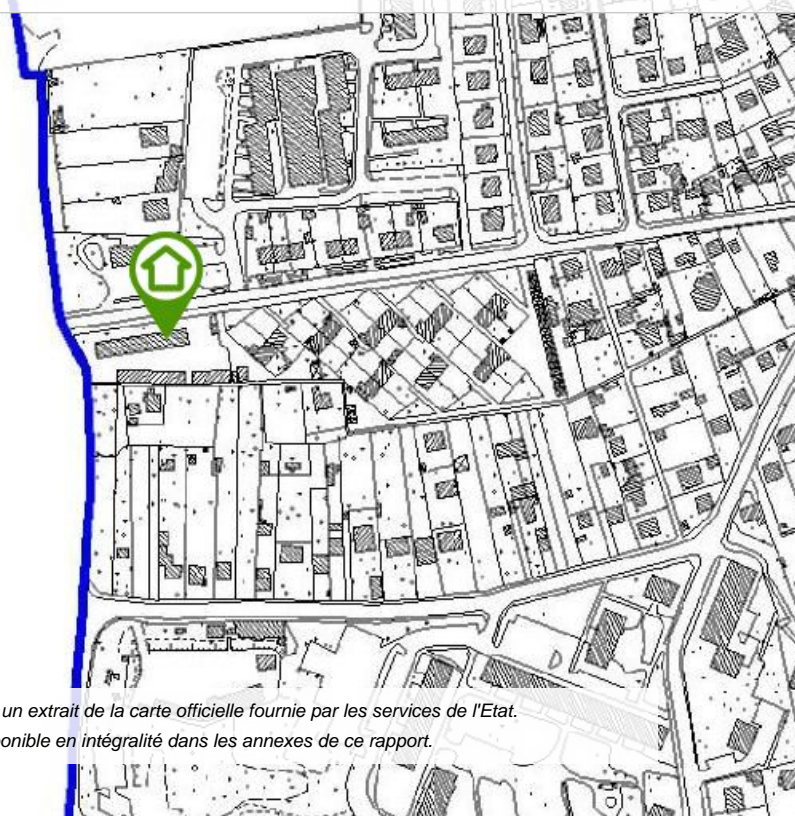 un extrait de la carte officielle fournie par les services de l'Etat.
ponible en intégralité dans les annexes de ce rapport.